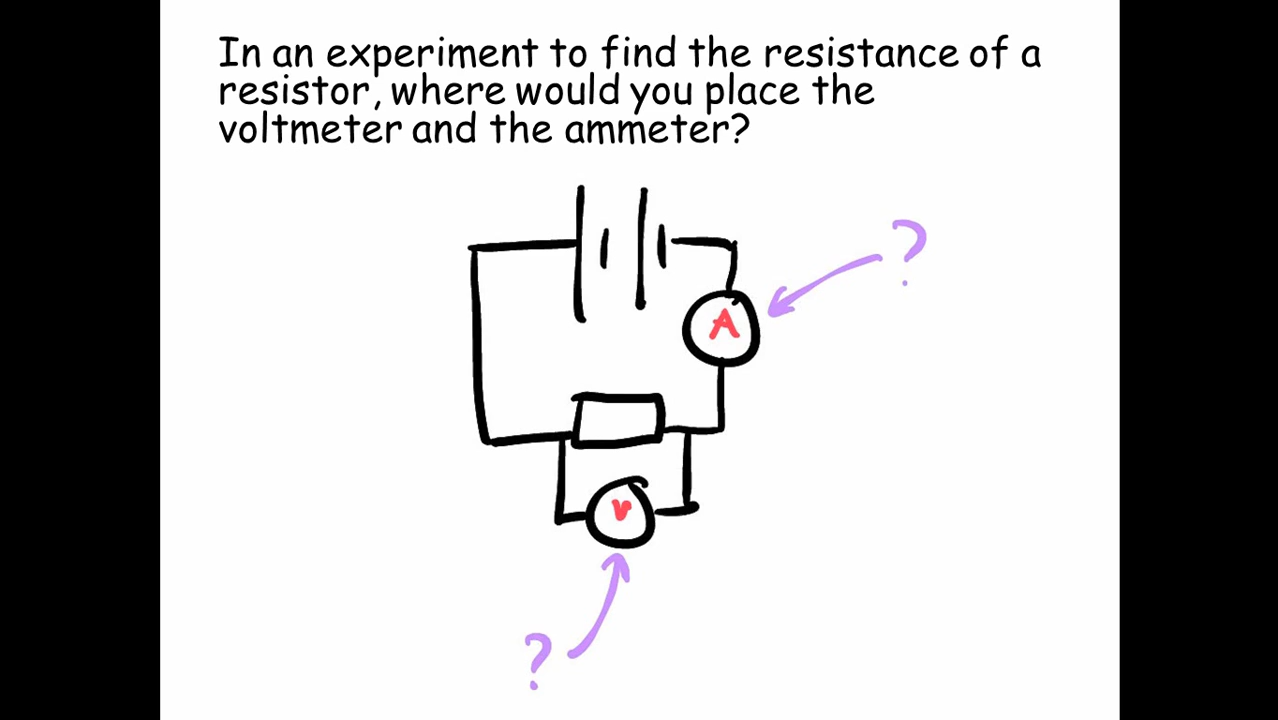 In an experiment to find the resistance of a
resistor, where would you place the
voltmeter and the ammeter?
?
A
v
?